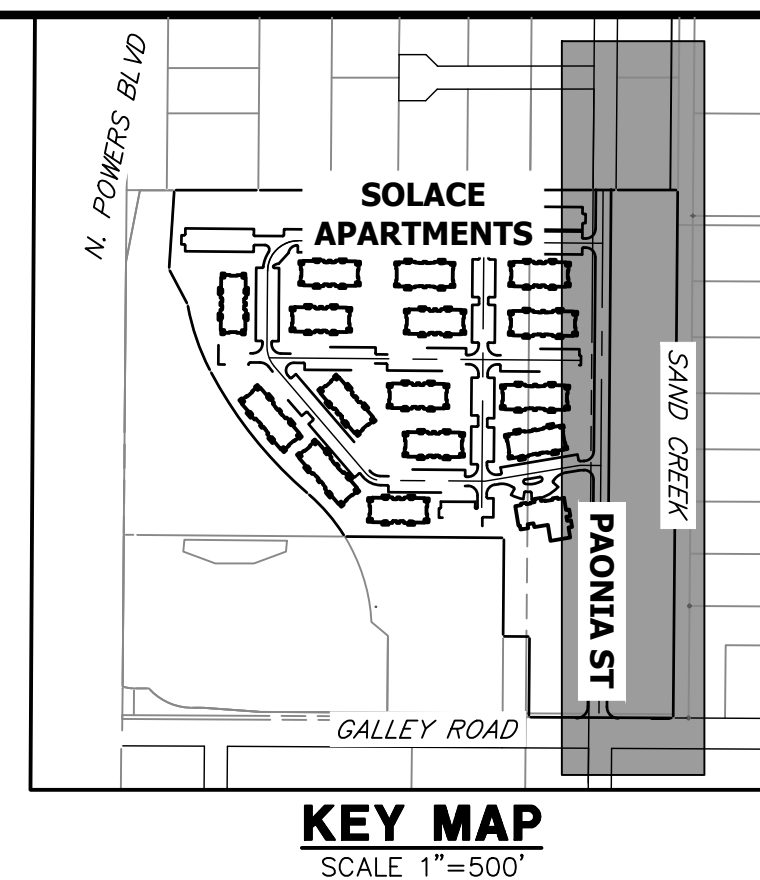 N. POWERS BLVD
SOLACE
APARTMENTS
SAND CREEK
PAONIA ST
GALLEY ROAD
KEY MAP
SCALE 1"=500'